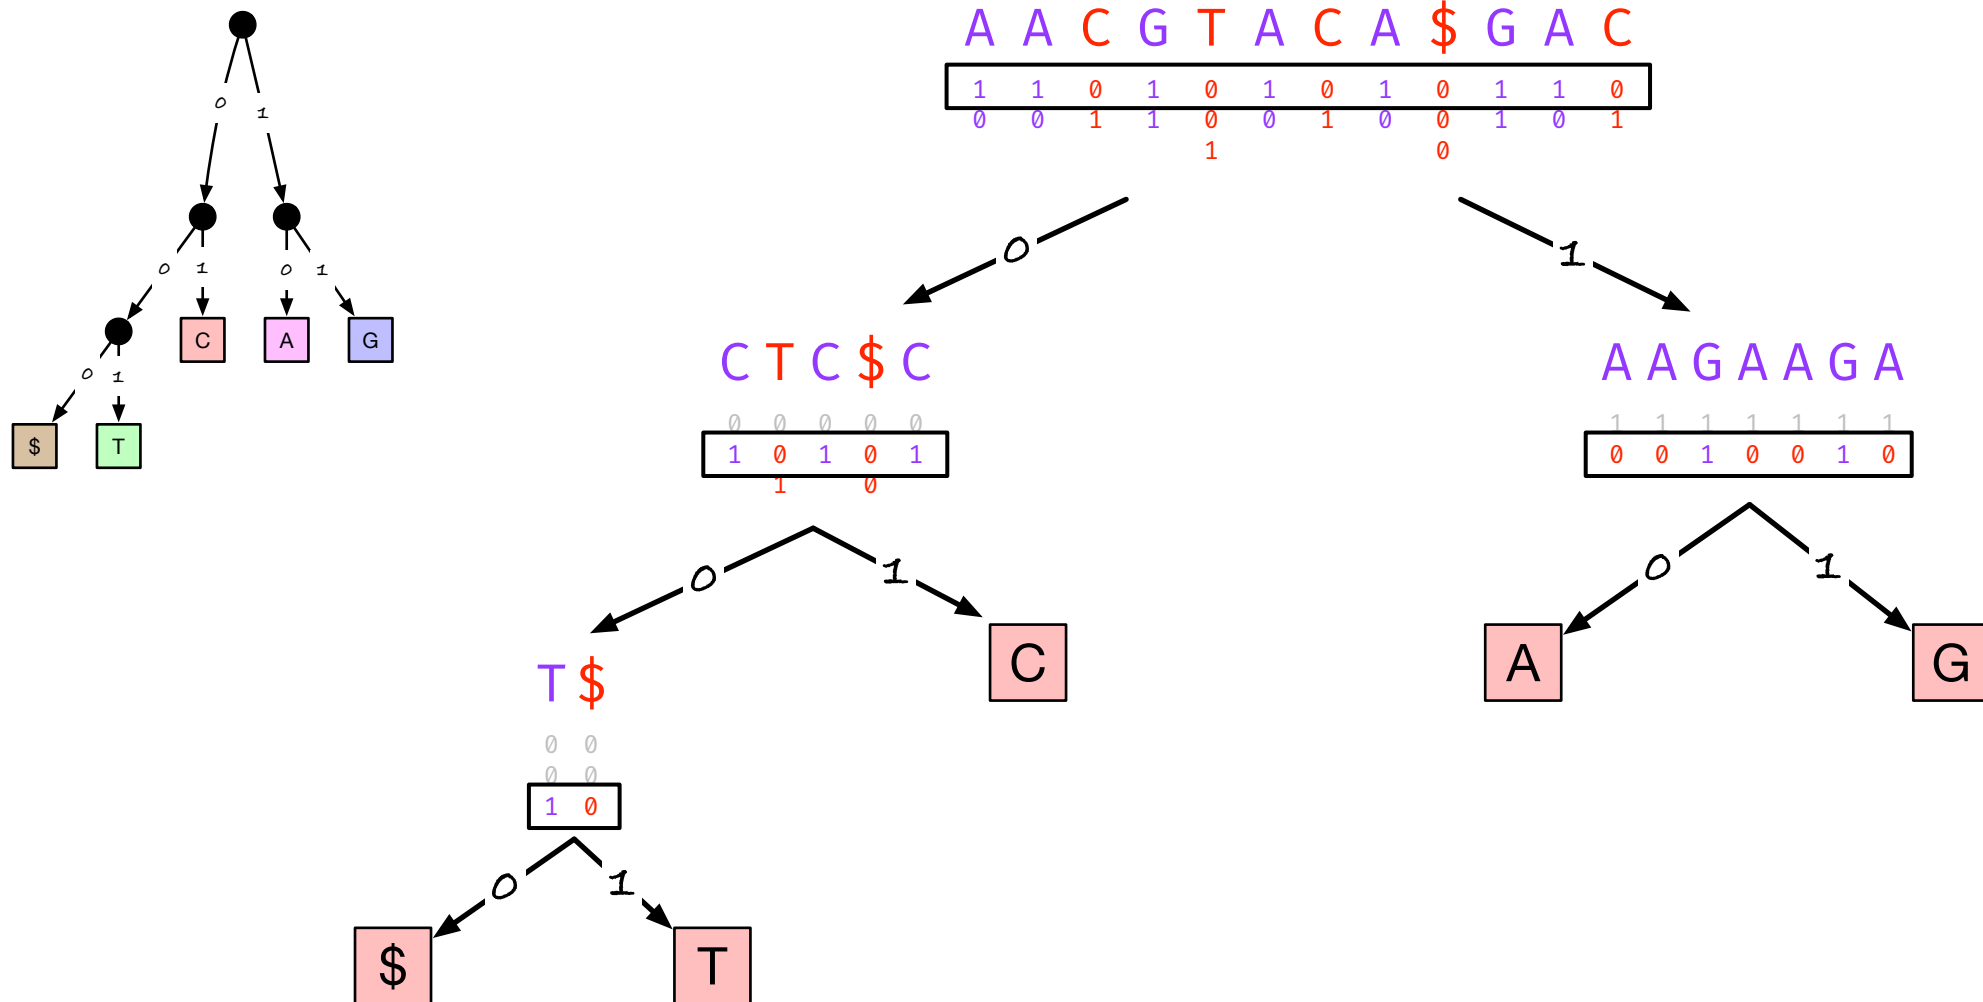 A A C G T A C A $ G A C
1 1 0 1 0 1 0 1 0 1 1 0
0 0 1 1 0 0 1 0 0 1 0 1
1 0
0 1
0 1
0 1 0 1
C A G
0 1
$ T
0 1
C T C $ C
0 0 0 0 0
1 0 1 0 1
1 0
A A G A A G A
1 1 1 1 1 1 1
0 0 1 0 0 1 0
0 1
0 1
T $
0 0
0 0
1 0
C
A
G
0 1
$
T